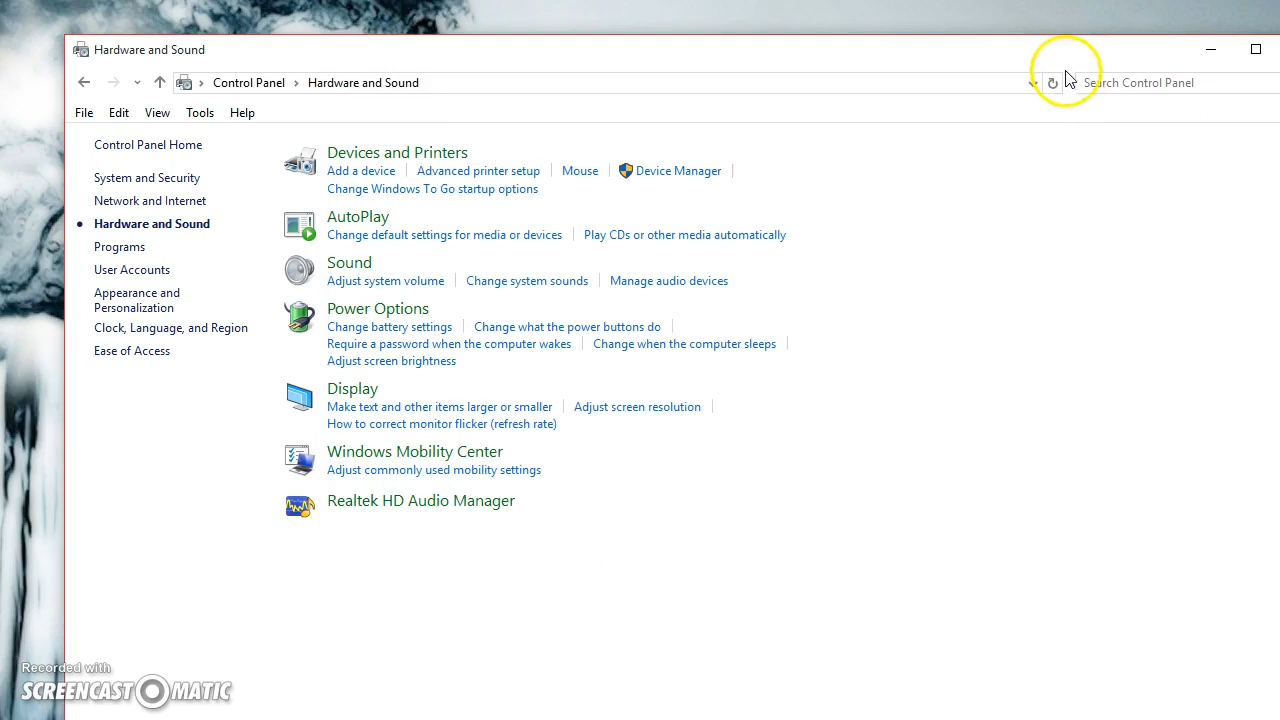 Hardware and Sound
Control Panel Hardware and Sound
Search Control Panel
File Edit View Tools Help
Control Panel Home
System and Security
Network and Internet
Hardware and Sound
Programs
User Accounts
Appearance and
Personalization
Clock, Language, and Region
Ease of Access
Devices and Printers
Add a device Advanced printer setup Mouse Device Manager
Change Windows To Go startup options
AutoPlay
Change default settings for media or devices Play CDs or other media automatically
Sound
Adjust system volume Change system sounds Manage audio devices
Power Options
Change battery settings Change what the power buttons do
Require a password when the computer wakes Change when the computer sleeps
Adjust screen brightness
Display
Make text and other items larger or smaller Adjust screen resolution
How to correct monitor flicker (refresh rate)
Windows Mobility Center
Adjust commonly used mobility settings
Realtek HD Audio Manager
Recorded with
SCREENCAST MATIC